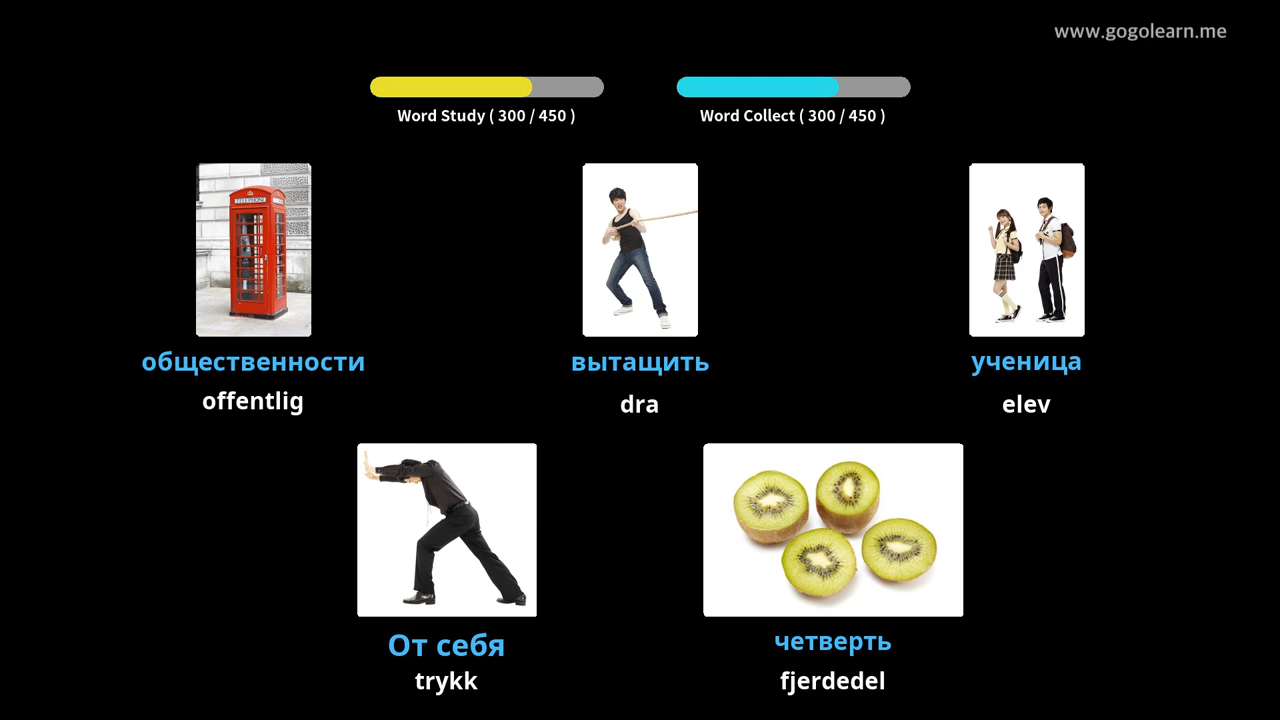 www.gogolearn.me
Word Study ( 300 / 450 )
Word Collect ( 300 / 450 )
TELEPHONE
общественности
offentlig
вытащить
dra
ученица
elev
От себя
trykk
четверть
fjerdedel